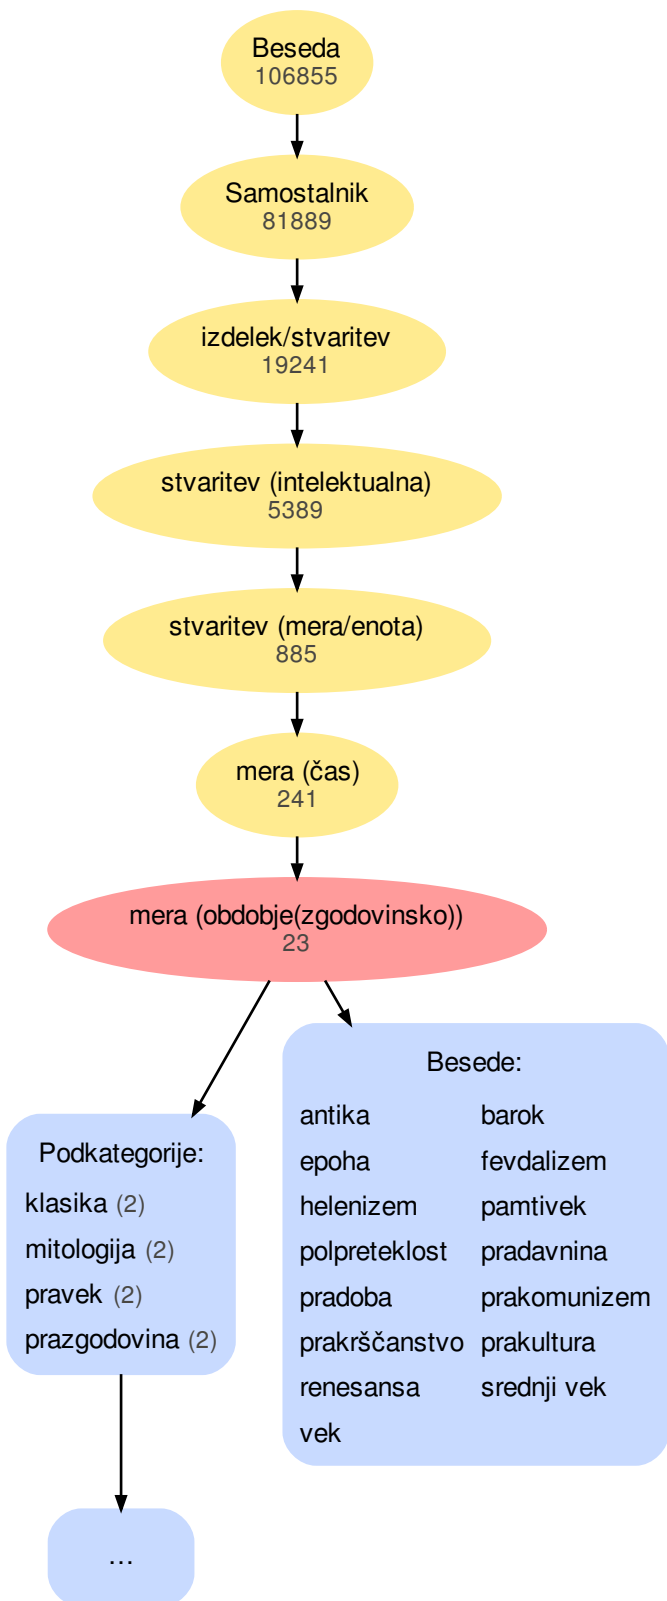 Beseda
106855
Samostalnik
81889
izdelek/stvaritev
19241
stvaritev (intelektualna)
5389
stvaritev (mera/enota)
885
mera (čas)
241
mera (obdobje(zgodovinsko))
23
Podkategorije:
klasika (2)
mitologija (2)
pravek (2)
prazgodovina (2)
...
Besede:
antika barok
epoha fevdalizem
helenizem pamtivek
polpreteklost pradavnina
pradoba prakomunizem
prakrščanstvo prakultura
renesansa srednji vek
vek